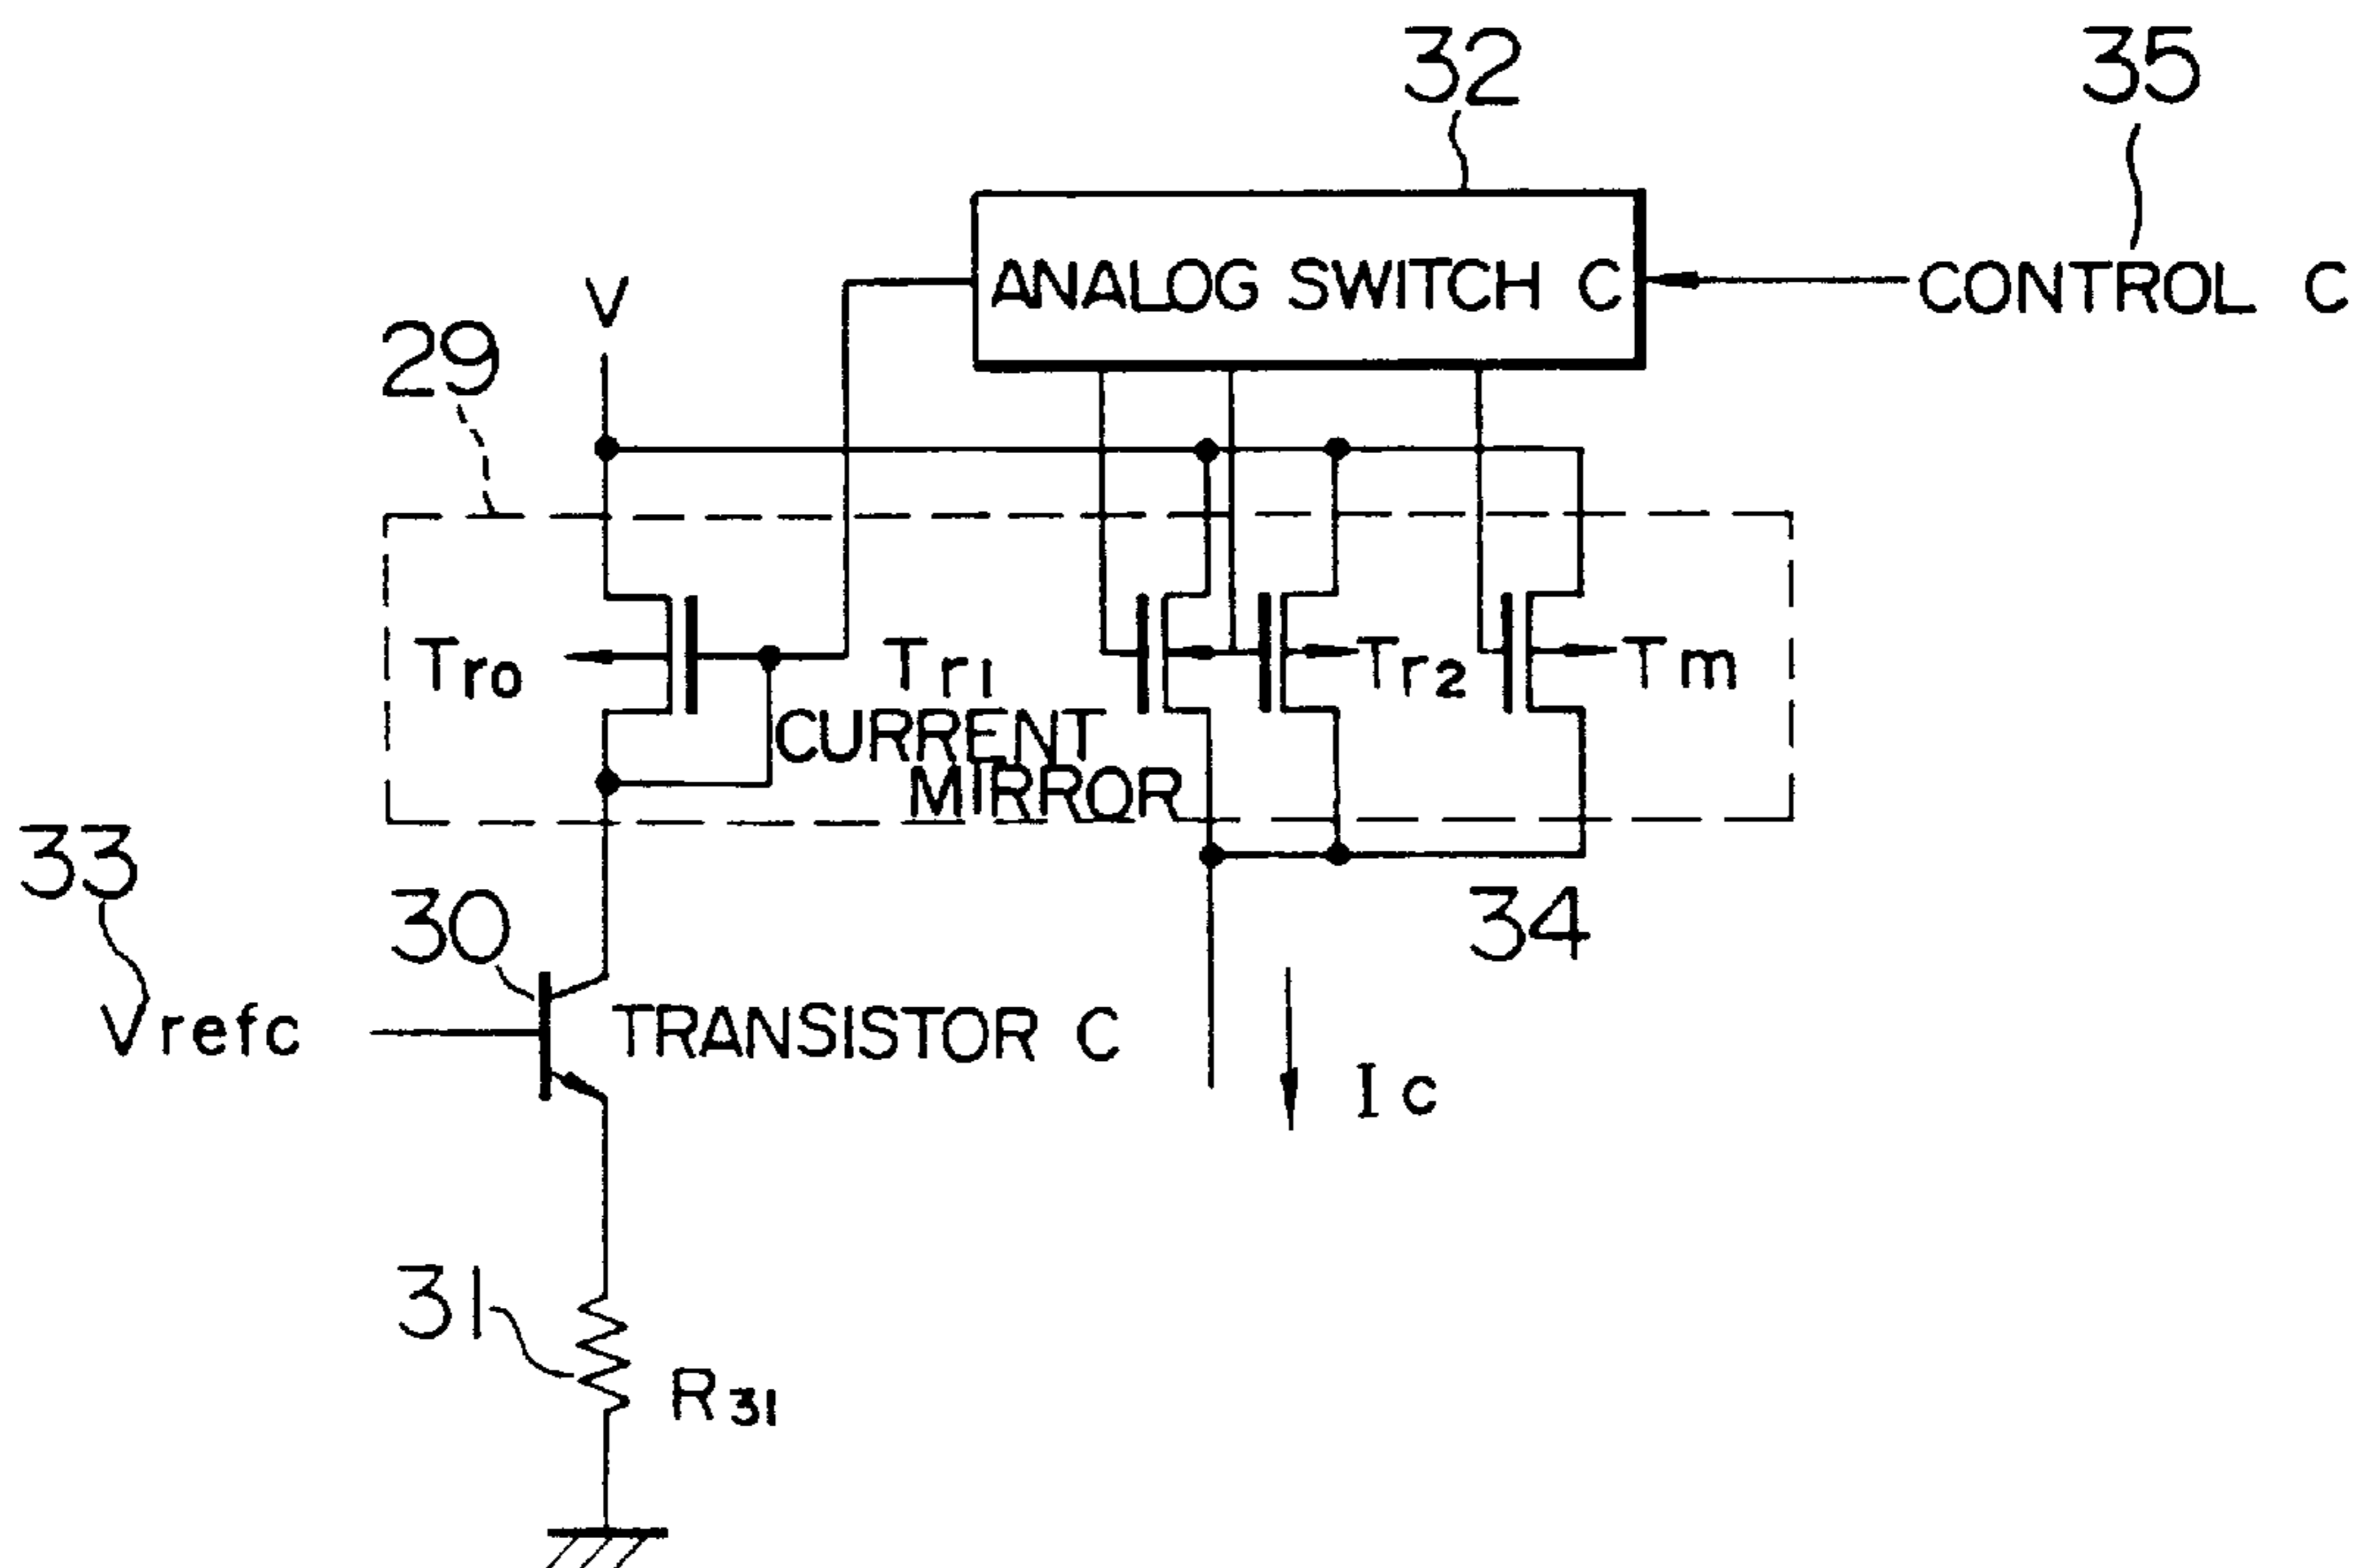 32
35
ANALOG SWITCH C
CONTROL C
V
29
Tr0
Tr1
Tr2
Tm
CURRENT
MIRROR
33
30
34
Vrefc
TRANSISTOR C
Ic
31
R31